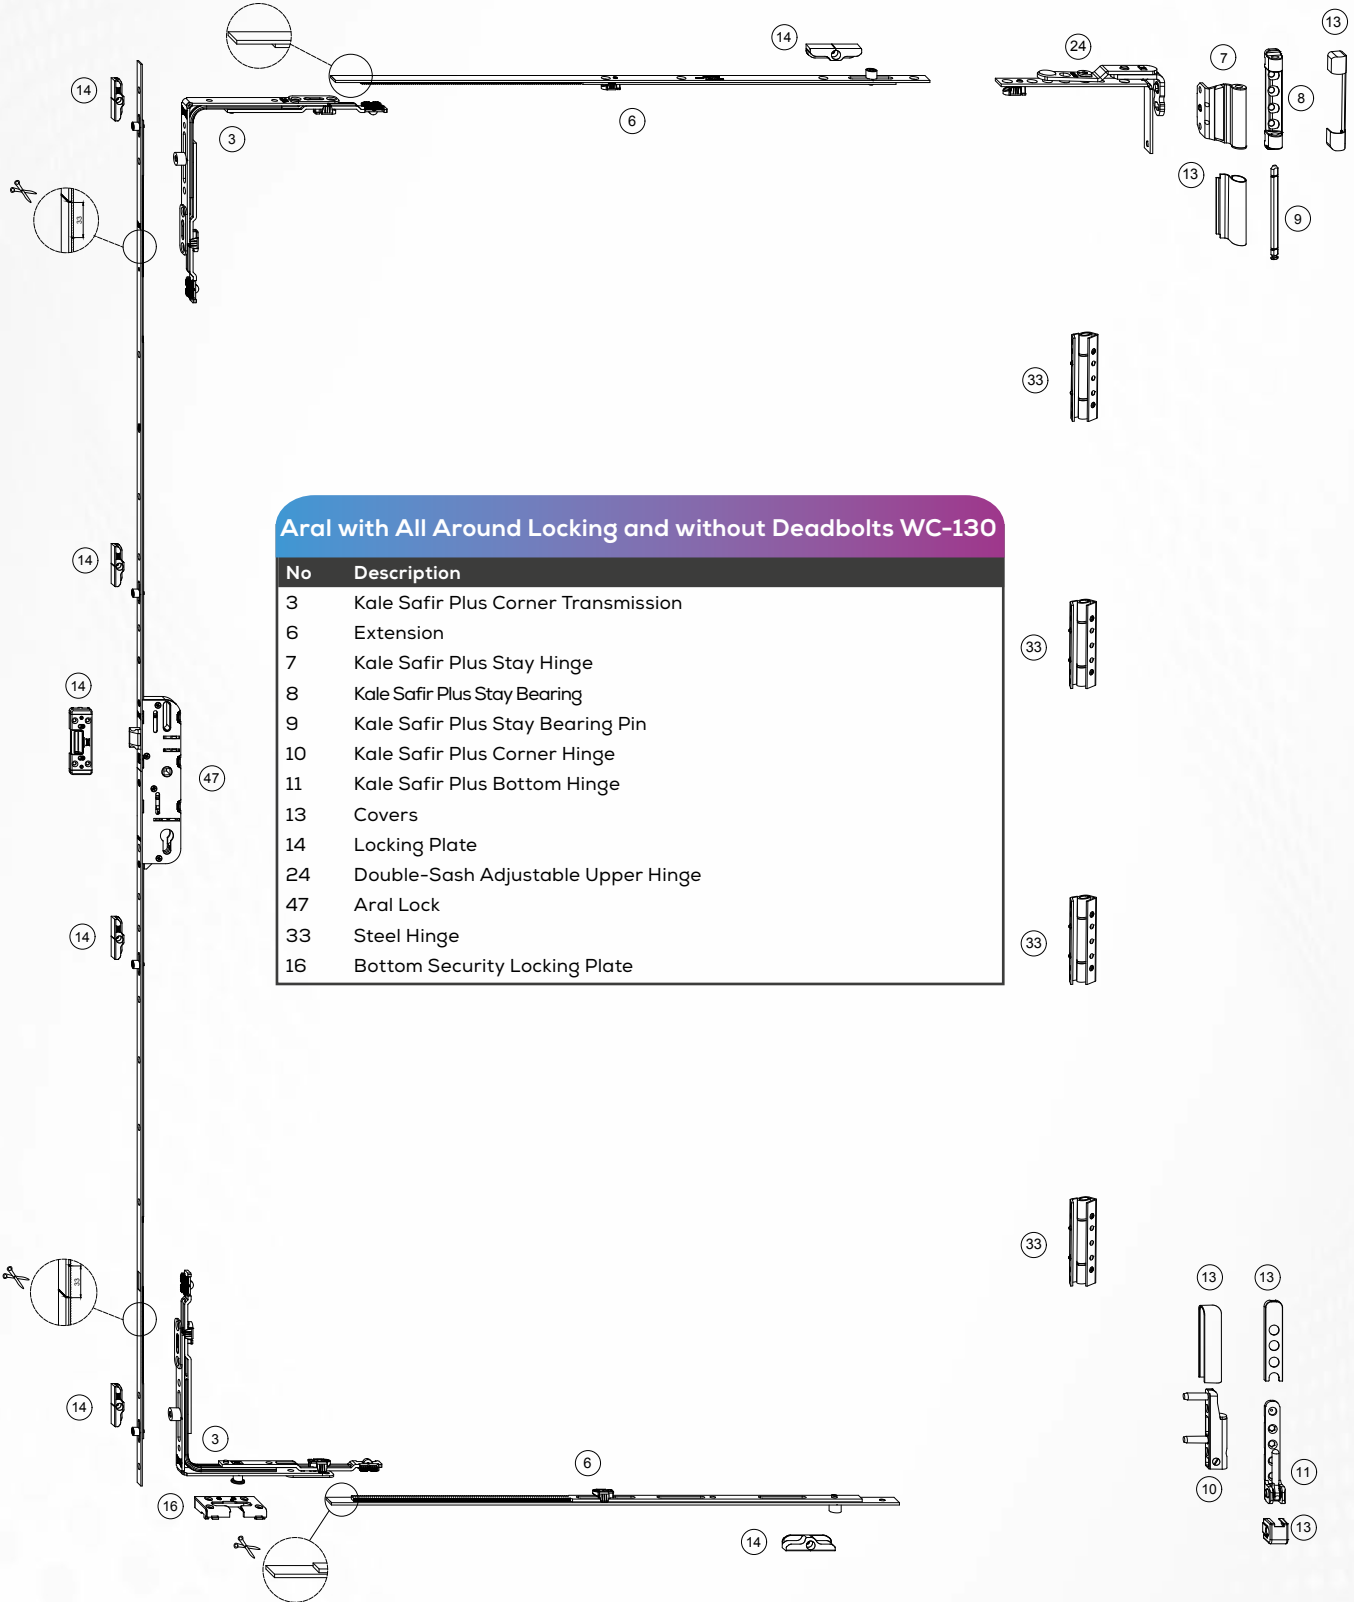 13
14
24
7
14
8
6
3
13
33
9
33
14
33
14
47
14
14
33
33
33
33
13
13
14
3
6
11
10
16
13
14
Aral with All Around Locking and without Deadbolts WC-130
No Description
3 Kale Safir Plus Corner Transmission
6 Extension
7 Kale Safir Plus Stay Hinge
8 Kale Safir Plus Stay Bearing
9 Kale Safir Plus Stay Bearing Pin
10 Kale Safir Plus Corner Hinge
11 Kale Safir Plus Bottom Hinge
13 Covers
14 Locking Plate
24 Double-Sash Adjustable Upper Hinge
47 Aral Lock
33 Steel Hinge
16 Bottom Security Locking Plate